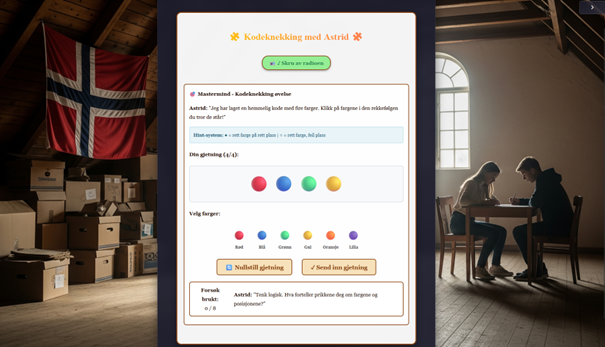 Kodeknekking med Astrid
♪ Skru av radioen
Mastermind - Kodeknekking øvelse
Astrid: "Jeg har laget en hemmelig kode med fire farger. Klikk på fargene i den rekkefølgen
du tror de står!"
Hint-system: ● = rett farge på rett plass | ○ = rett farge, feil plass
Din gjetning (4/4):
Velg farger:
Rød Blå Grønn Gul Oransje Lilla
Nullstill gjetning ✓ Send inn gjetning
Forsøk
brukt:
0 / 8
Astrid: "Tenk logisk. Hva forteller prikkene deg om fargene og
posisjonene?"